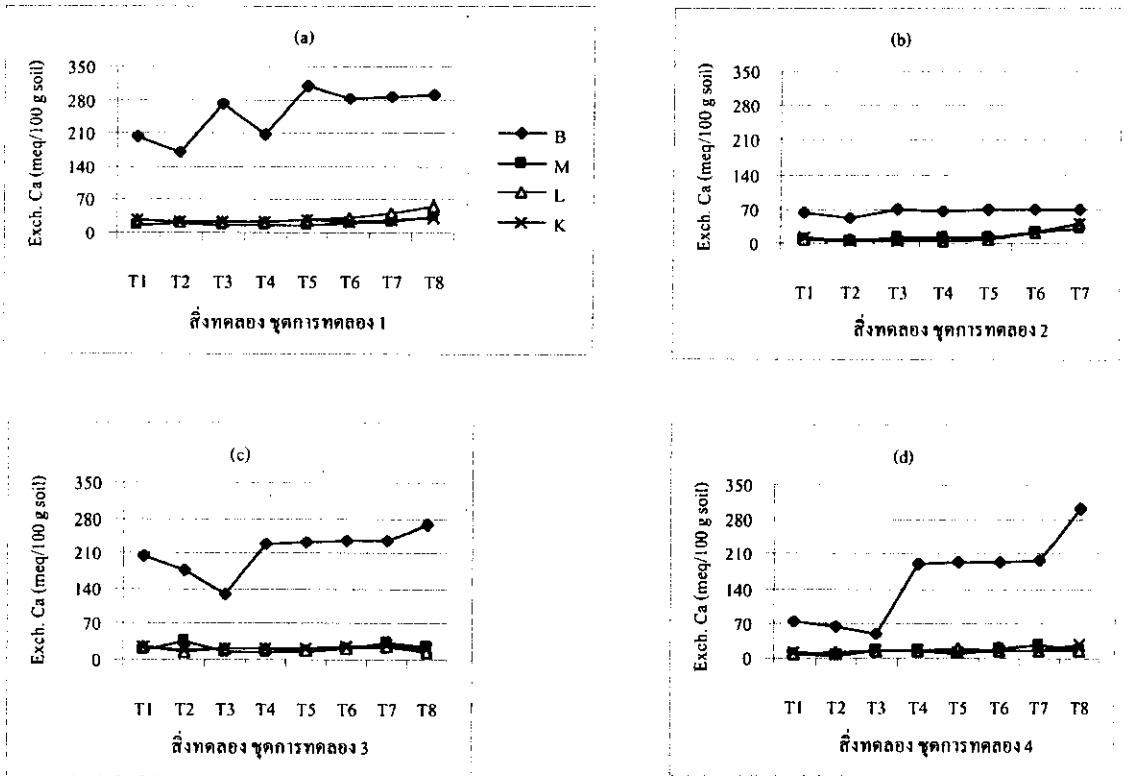 (a)
Exch. Ca (meq/100 g soil)
350
280
210
140
70
0
T1 T2 T3 T4 T5 T6 T7 T8
สิ่งทดลอง ชุดการทดลอง 1
B
M
L
K
(b)
Exch. Ca (meq/100 g soil)
350
280
210
140
70
0
T1 T2 T3 T4 T5 T6 T7
สิ่งทดลอง ชุดการทดลอง 2
(c)
Exch. Ca (meq/100 g soil)
350
280
210
140
70
0
T1 T2 T3 T4 T5 T6 T7 T8
สิ่งทดลอง ชุดการทดลอง 3
(d)
Exch. Ca (meq/100 g soil)
350
280
210
140
70
0
T1 T2 T3 T4 T5 T6 T7 T8
สิ่งทดลอง ชุดการทดลอง 4